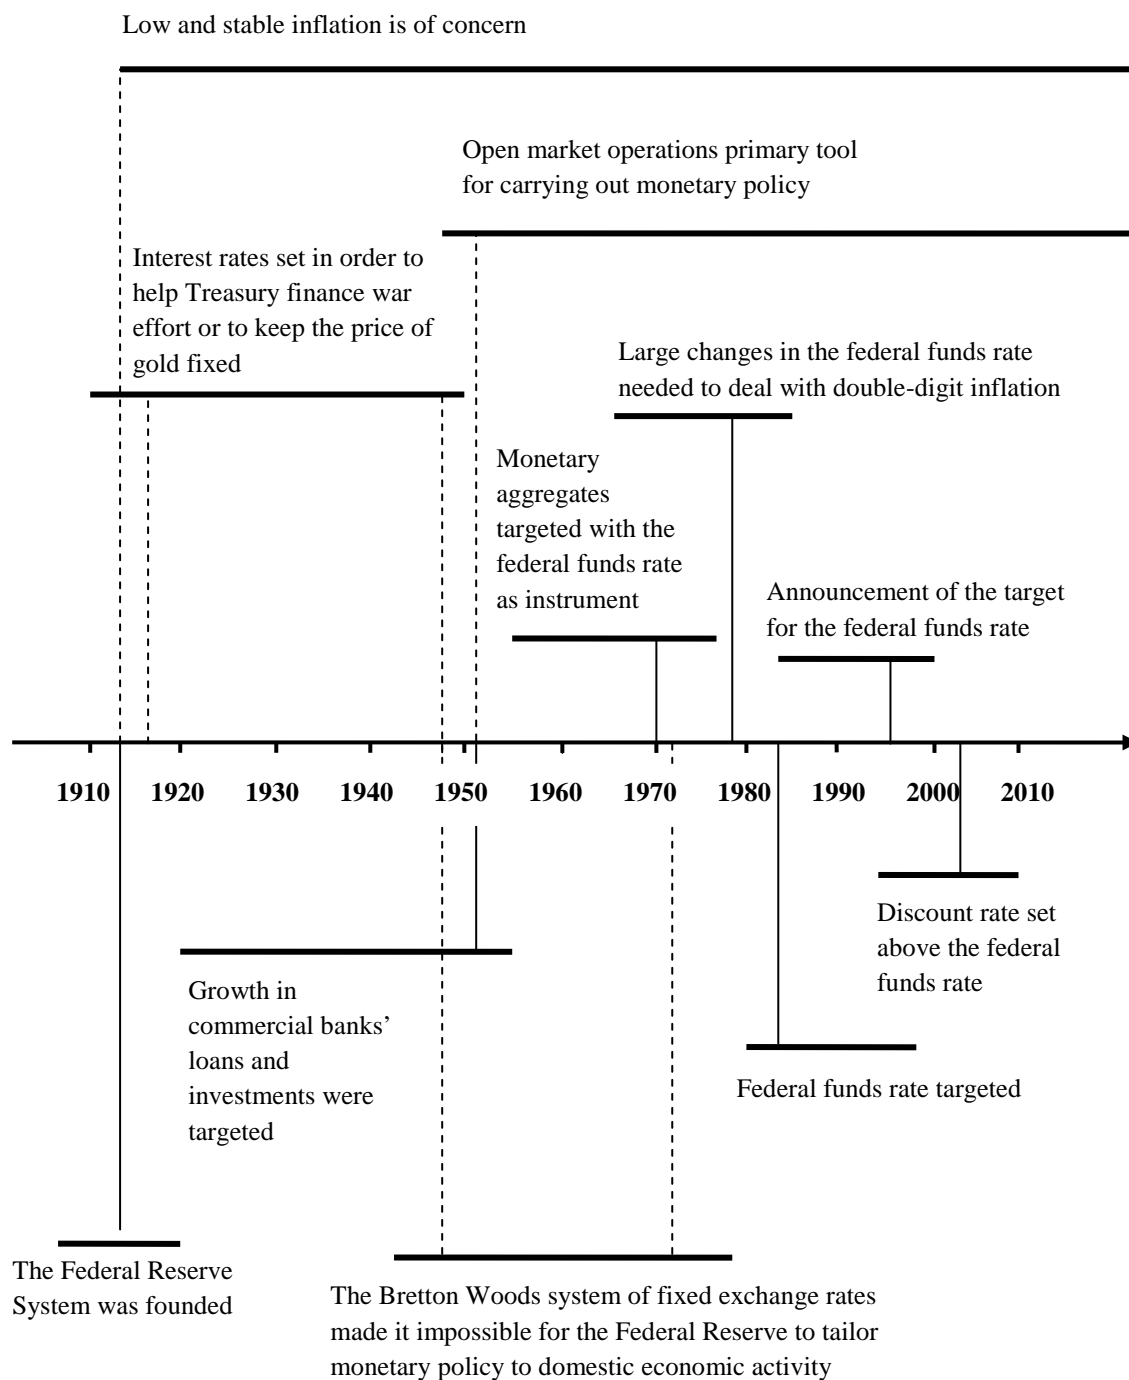 Low and stable inflation is of concern
Open market operations primary tool
for carrying out monetary policy
Interest rates set in order to
help Treasury finance war
effort or to keep the price of
gold fixed
Large changes in the federal funds rate
needed to deal with double-digit inflation
Monetary
aggregates
targeted with the
federal funds rate
as instrument
Announcement of the target
for the federal funds rate
1910 1920 1930 1940 1950 1960 1970 1980 1990 2000 2010
Discount rate set
above the federal
funds rate
Growth in
commercial banks’
loans and
investments were
targeted
Federal funds rate targeted
The Federal Reserve
System was founded
The Bretton Woods system of fixed exchange rates
made it impossible for the Federal Reserve to tailor
monetary policy to domestic economic activity